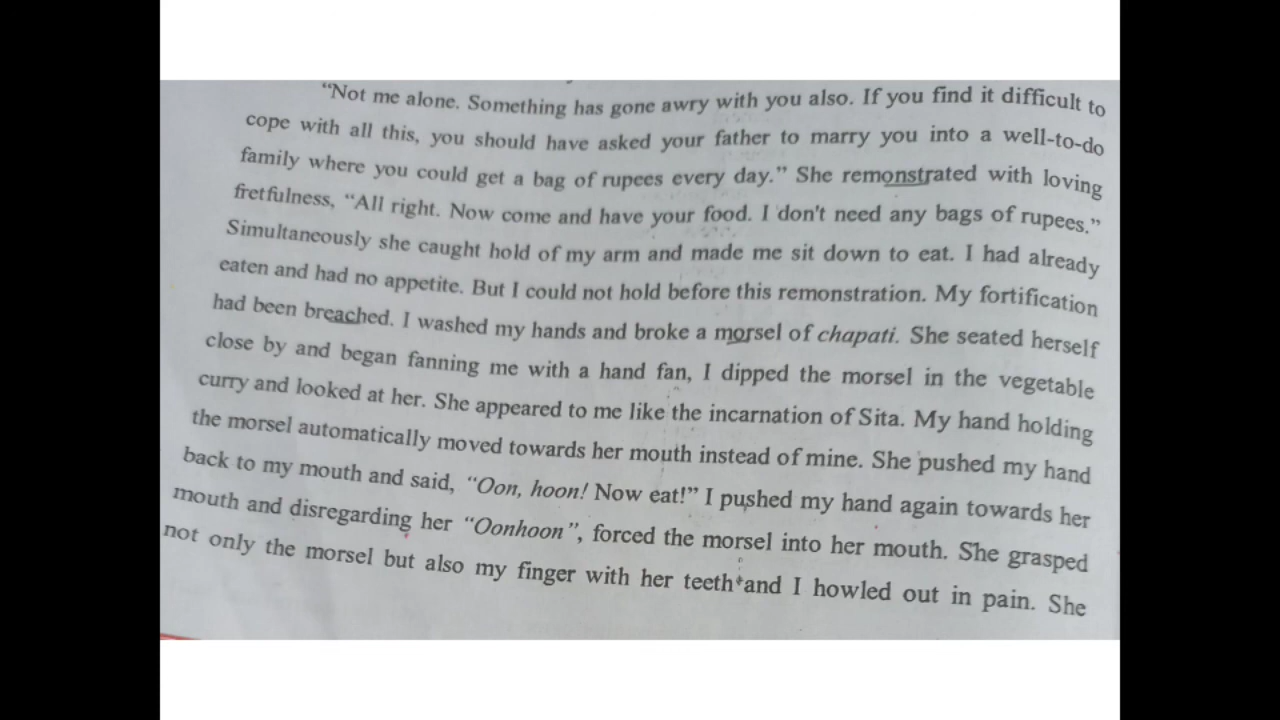 "Not me alone. Something has gone awry with you also. If you find it difficult to
cope with all this, you should have asked your father to marry you into a well-to-do
family where you could get a bag of rupees every day." She remonstrated with loving
fretfulness, "All right. Now come and have your food. I don't need any bags of rupees."
Simultaneously she caught hold of my arm and made me sit down to eat. I had already
eaten and had no appetite. But I could not hold before this remonstration. My fortification
had been breached. I washed my hands and broke a morsel of chapati. She seated herself
close by and began fanning me with a hand fan, I dipped the morsel in the vegetable
curry and looked at her. She appeared to me like the incarnation of Sita. My hand holding
the morsel automatically moved towards her mouth instead of mine. She pushed my hand
back to my mouth and said, "Oon, hoon! Now eat!" I pushed my hand again towards her
mouth and disregarding her "Oonhoon", forced the morsel into her mouth. She grasped
not only the morsel but also my finger with her teeth and I howled out in pain. She